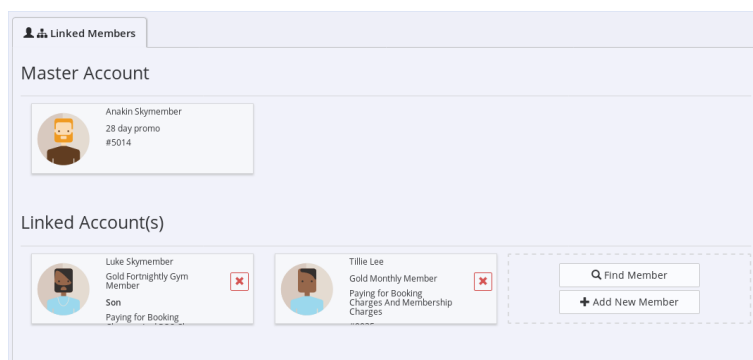 Linked Members
Master Account
Anakin Skymember
28 day promo
#5014
Linked Account(s)
Luke Skymember
Gold Fortnightly Gym
Member
Son
Paying for Booking
Tillie Lee
Gold Monthly Member
Paying for Booking
Charges And Membership
Charges
Find Member
Add New Member